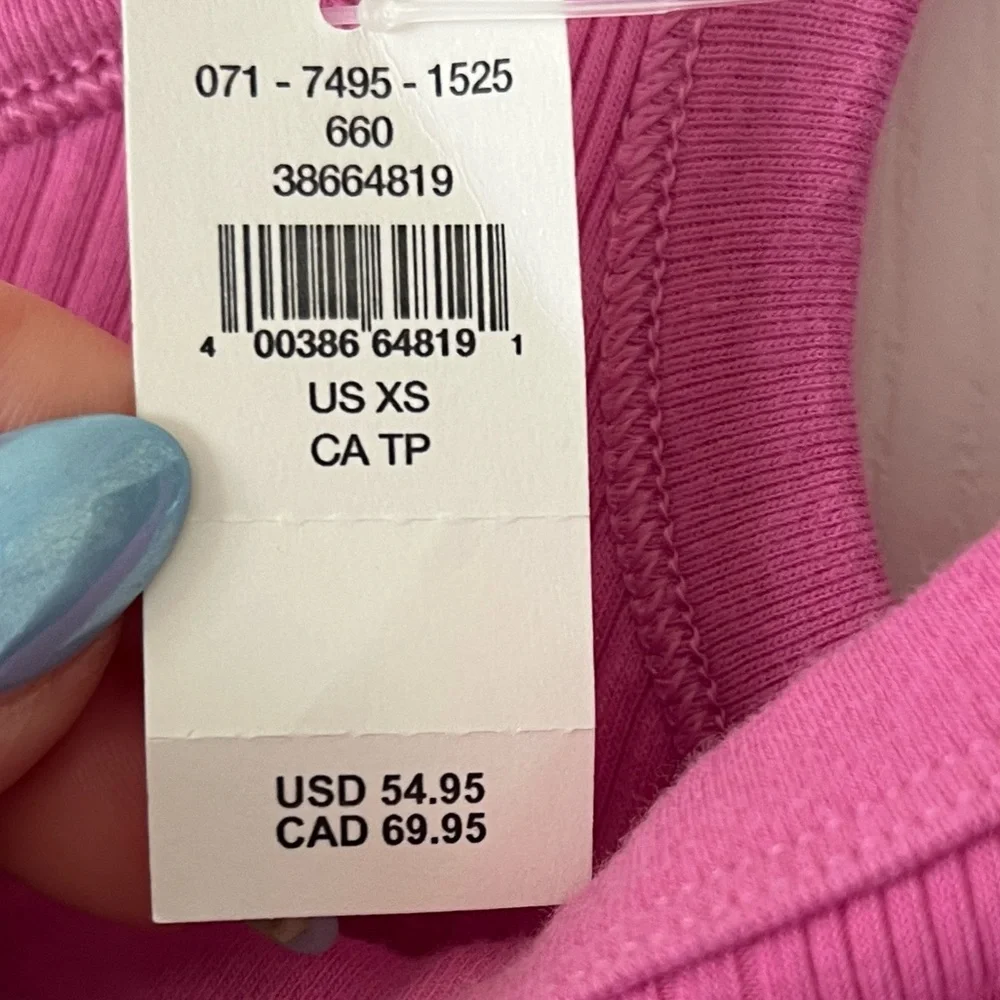 071 - 7495 - 1525
660
38664819
4 00386 64819 1
US XS
CA TP
USD 54.95
CAD 69.95